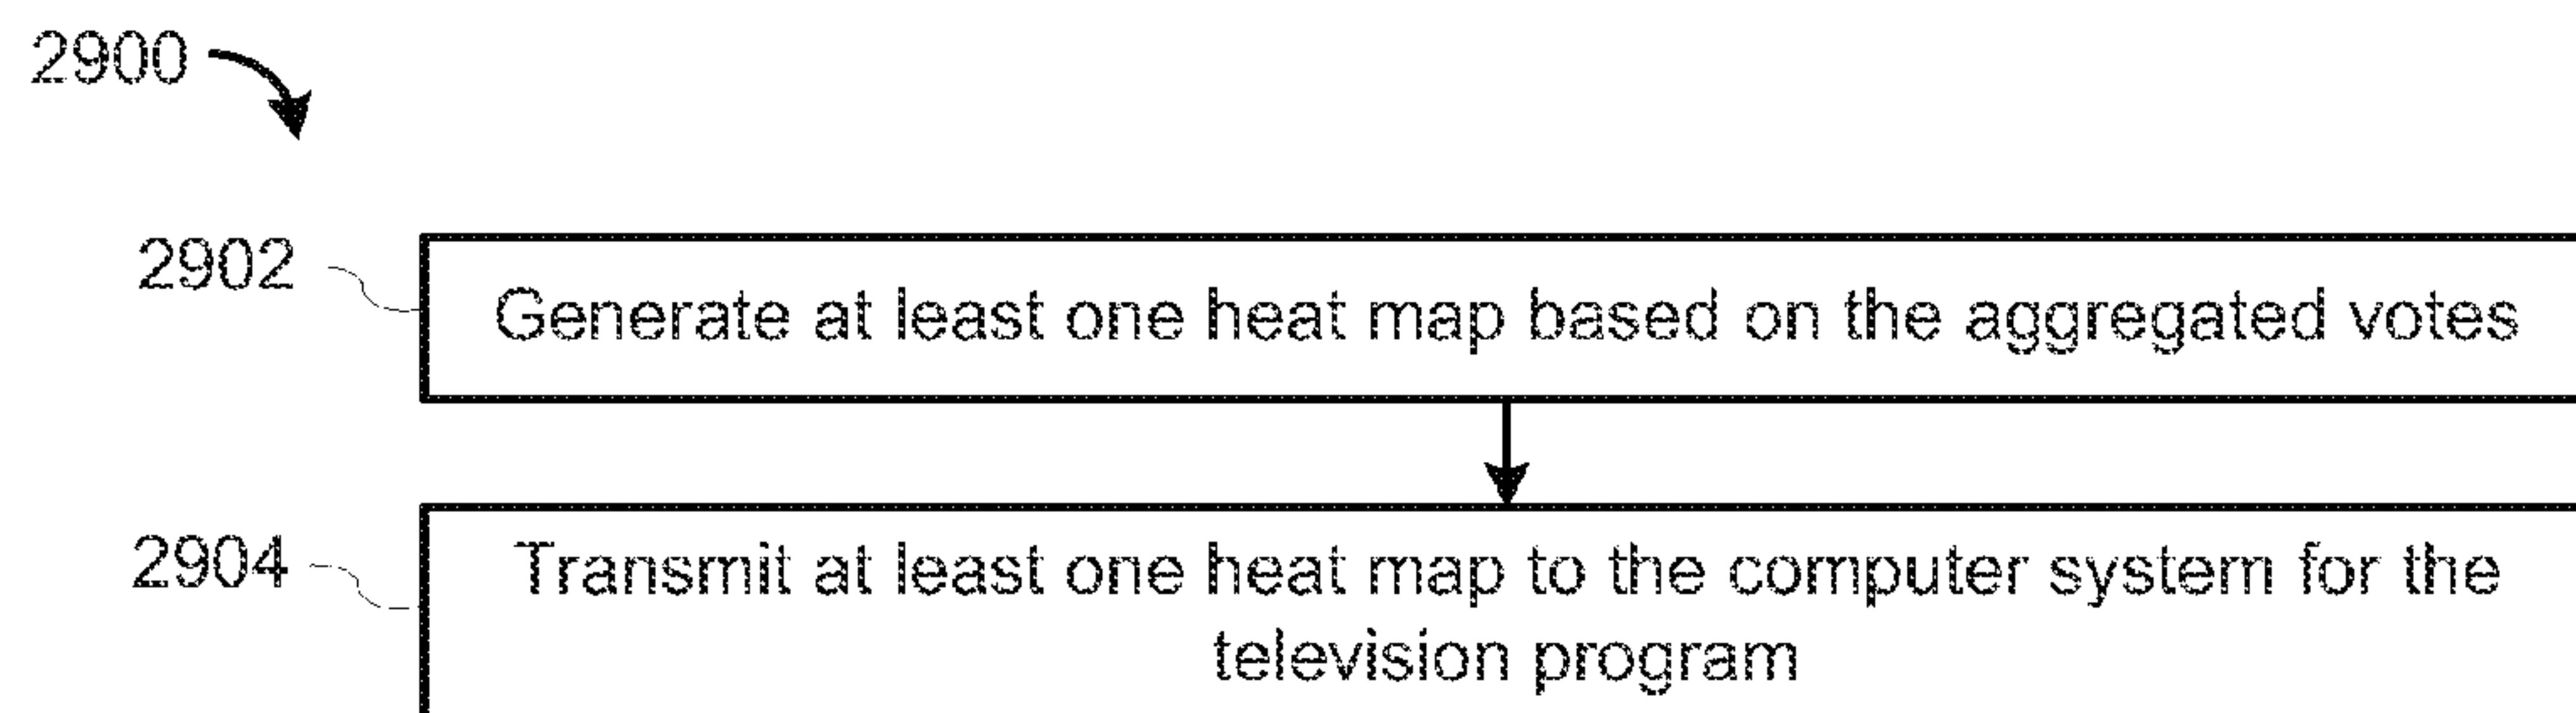 2900
2902
Generate at least one heat map based on the aggregated votes
2904
Transmit at least one heat map to the computer system for the
television program